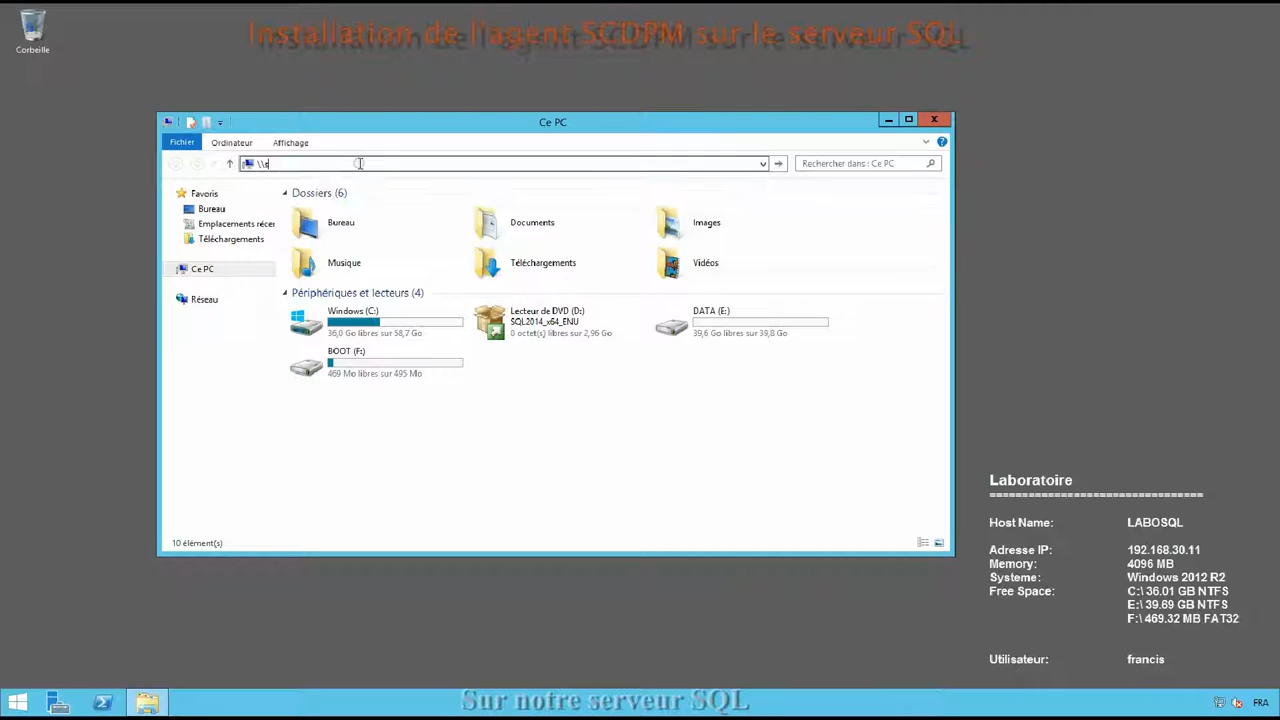 Installation de l'agent SCDPM sur le serveur SQL
Corbeille
Ce PC
Fichier
Ordinateur
Affichage
\\s
Rechercher dans : Ce PC
Favoris
Bureau
Emplacements récer
Téléchargements
Ce PC
Réseau
Dossiers (6)
Bureau
Documents
Images
Musique
Téléchargements
Vidéos
Périphériques et lecteurs (4)
Windows (C:)
36,0 Go libres sur 58,7 Go
Lecteur de DVD (D:)
SQL2014_x64_ENU
0 octet(s) libres sur 2,96 Go
DATA (E:)
39,6 Go libres sur 39,8 Go
BOOT (F:)
469 Mo libres sur 495 Mo
10 élément(s)
Laboratoire
===============================
Host Name: LABOSQL
Adresse IP: 192.168.30.11
Memory: 4096 MB
Systeme: Windows 2012 R2
Free Space: C:\ 36.01 GB NTFS
E:\ 39.69 GB NTFS
F:\ 469.32 MB FAT32
Utilisateur: francis
Sur notre serveur SQL
FRA